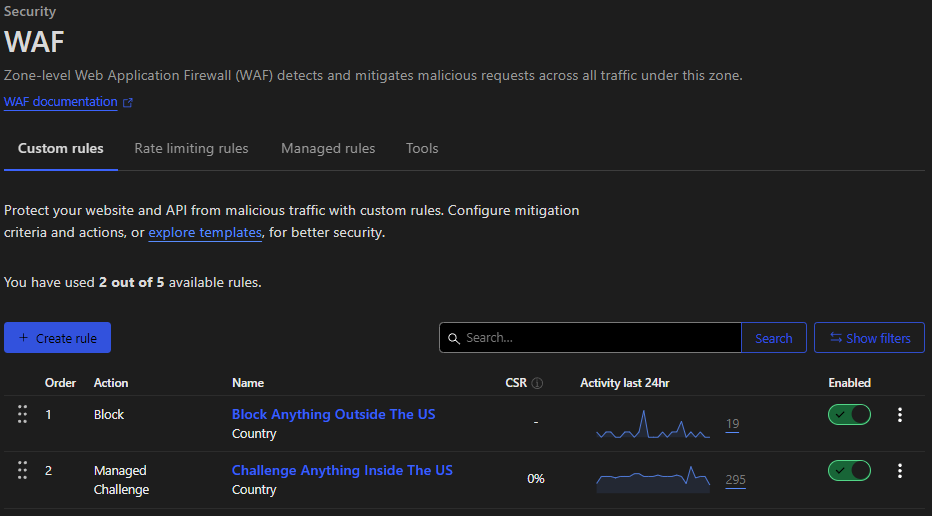 Security
WAF
Zone-level Web Application Firewall (WAF) detects and mitigates malicious requests across all traffic under this zone.
WAF documentation
Custom rules Rate limiting rules Managed rules Tools
Protect your website and API from malicious traffic with custom rules. Configure mitigation
criteria and actions, or explore templates, for better security.
You have used 2 out of 5 available rules.
+ Create rule Search... Search Show filters
Order Action Name CSR Activity last 24hr Enabled
1 Block Block Anything Outside The US - 19
Country
2 Managed Challenge Anything Inside The US 0% 295
Challenge Country